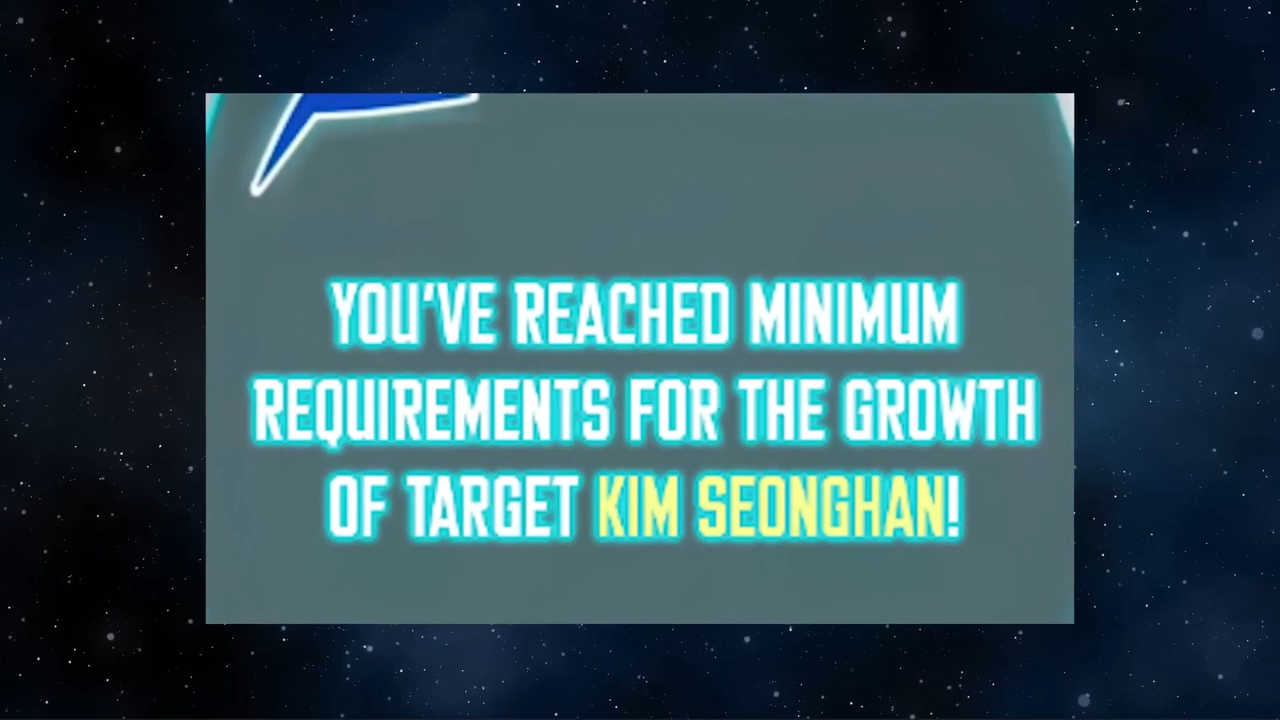 YOU'VE REACHED MINIMUM
REQUIREMENTS FOR THE GROWTH
OF TARGET KIM SEONGHAN!